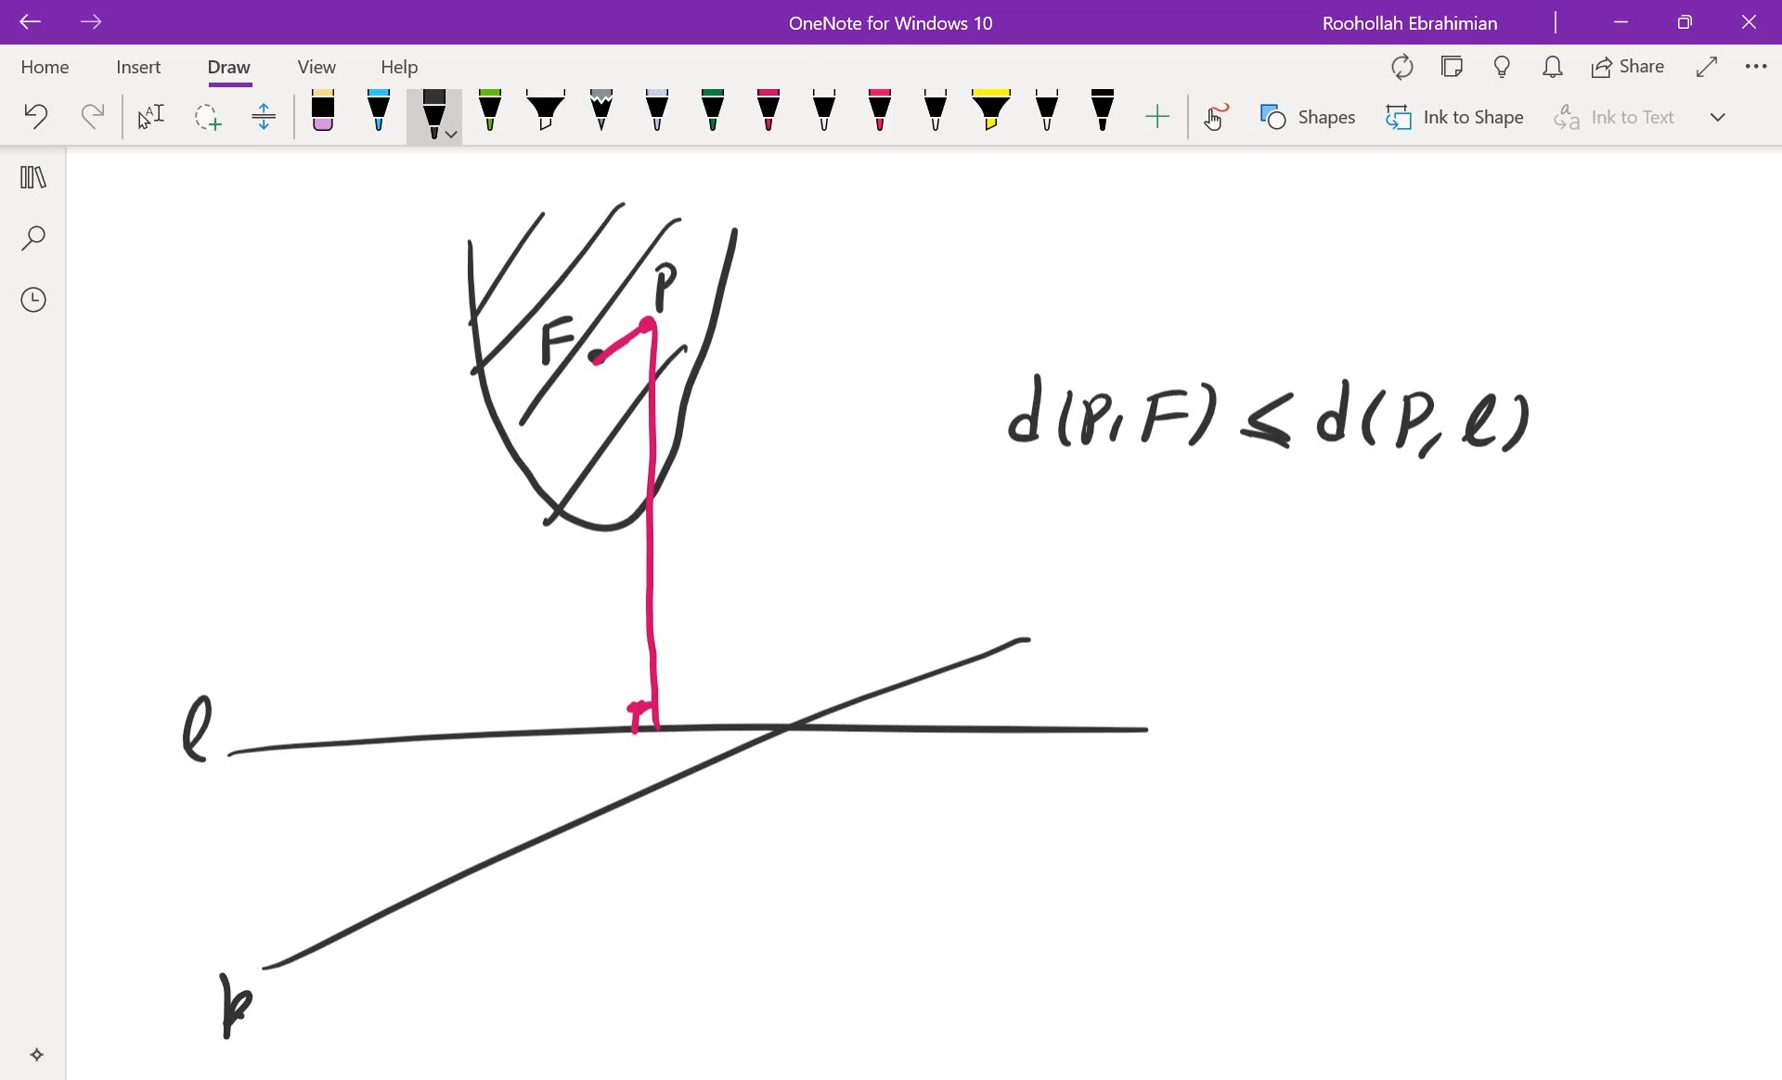 OneNote for Windows 10
Roohollah Ebrahimian
Home Insert Draw View Help
Share
Shapes Ink to Shape Ink to Text
P
F
d(P, F) ≤ d(P, ℓ)
ℓ
k